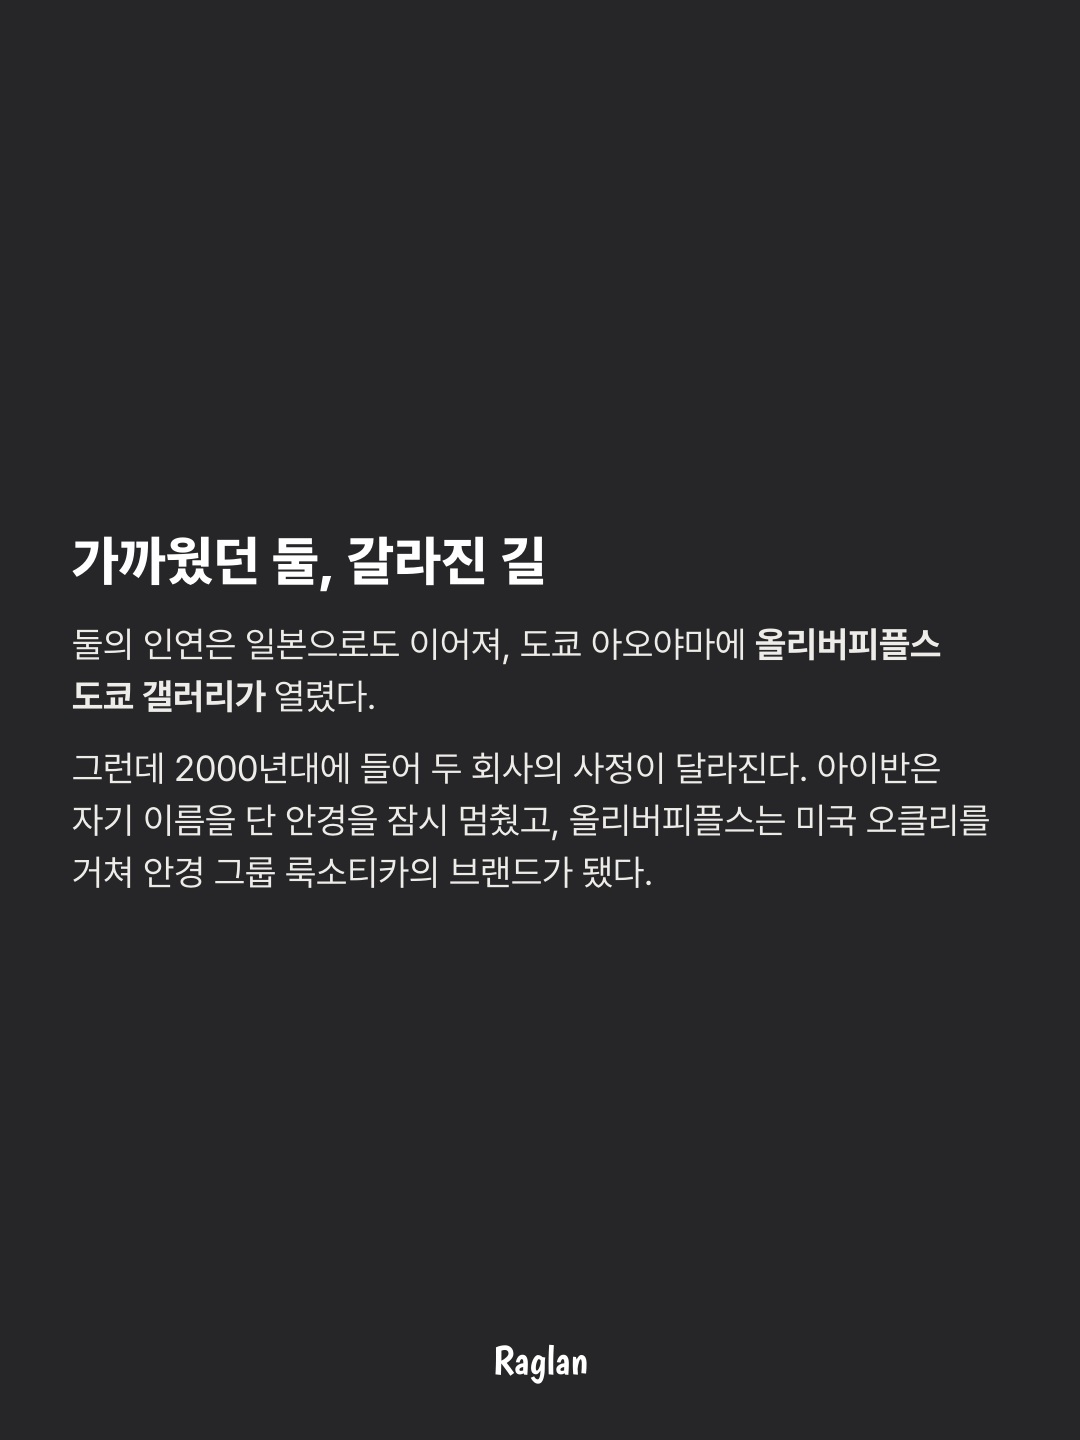 가까웠던 둘, 갈라진 길
둘의 인연은 일본으로도 이어져, 도쿄 아오야마에 올리버피플스
도쿄 갤러리가 열렸다.
그런데 2000년대에 들어 두 회사의 사정이 달라진다. 아이반은
자기 이름을 단 안경을 잠시 멈췄고, 올리버피플스는 미국 오클리를
거쳐 안경 그룹 룩소티카의 브랜드가 됐다.
Raglan